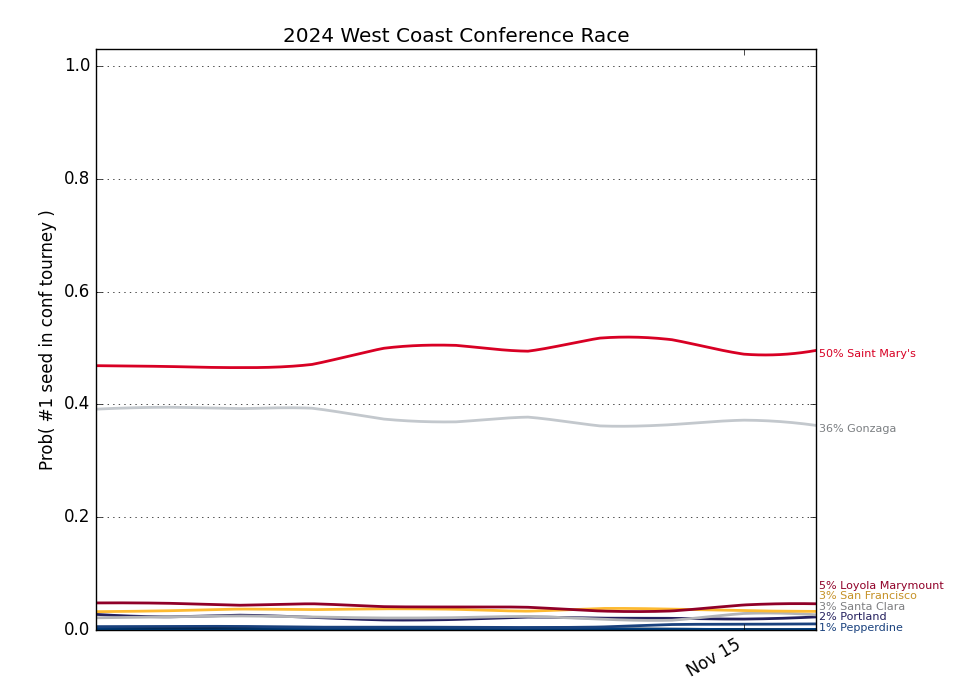 2024 West Coast Conference Race
Prob( #1 seed in conf tourney )
1.0
0.8
0.6
0.4
0.2
0.0
50% Saint Mary's
36% Gonzaga
5% Loyola Marymount
3% San Francisco
3% Santa Clara
2% Portland
1% Pepperdine
Nov 15